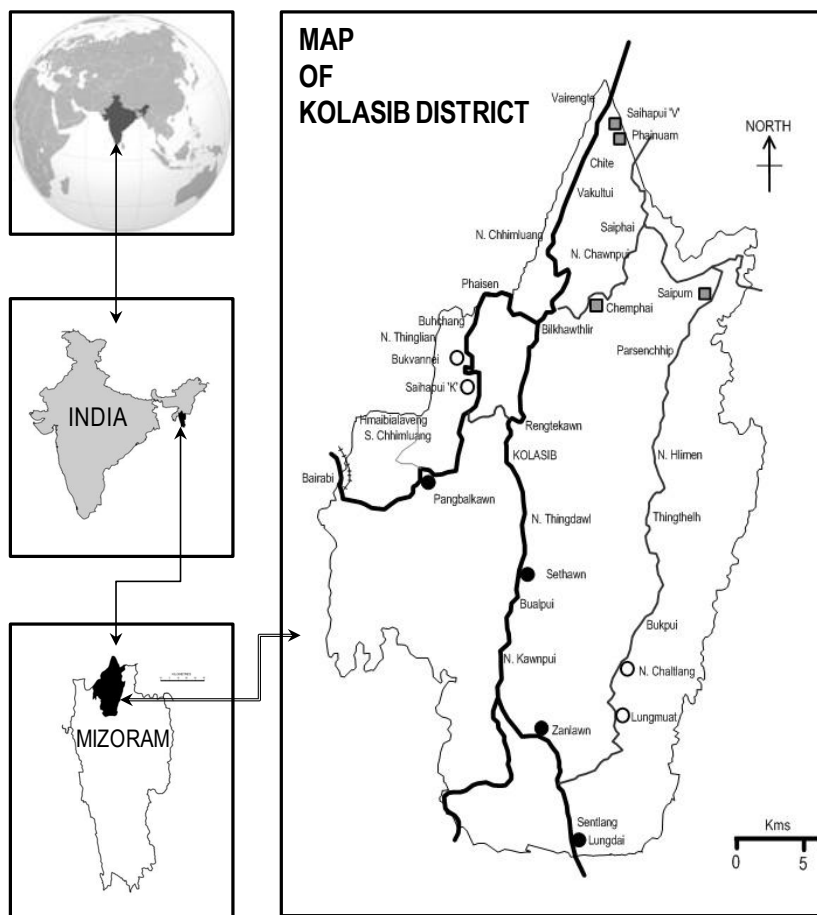 MAP
OF
KOLASIB DISTRICT
INDIA
MIZORAM
NORTH
Vairengte
Saihapui 'V'
Phainuam
Chite
Vakultui
Saiphai
N. Chhimluang
N. Chawnpui
Phaisen
Saipum
Chemphai
Buhchang
Bilkhawthlir
N. Thinglian
Parsenchhip
Bukvannei
Saihapui 'K'
Hmaibialaveng
Rengtekawn
S. Chhimluang
KOLASIB
N. Hlimen
Bairabi
Pangbalkawn
N. Thingdawl
Thingthelh
Sethawn
Bualpui
Bukpui
N. Kawnpui
N. Chaltlang
Lungmuat
Zanlawn
Sentlang
Lungdai
Kms
0 5